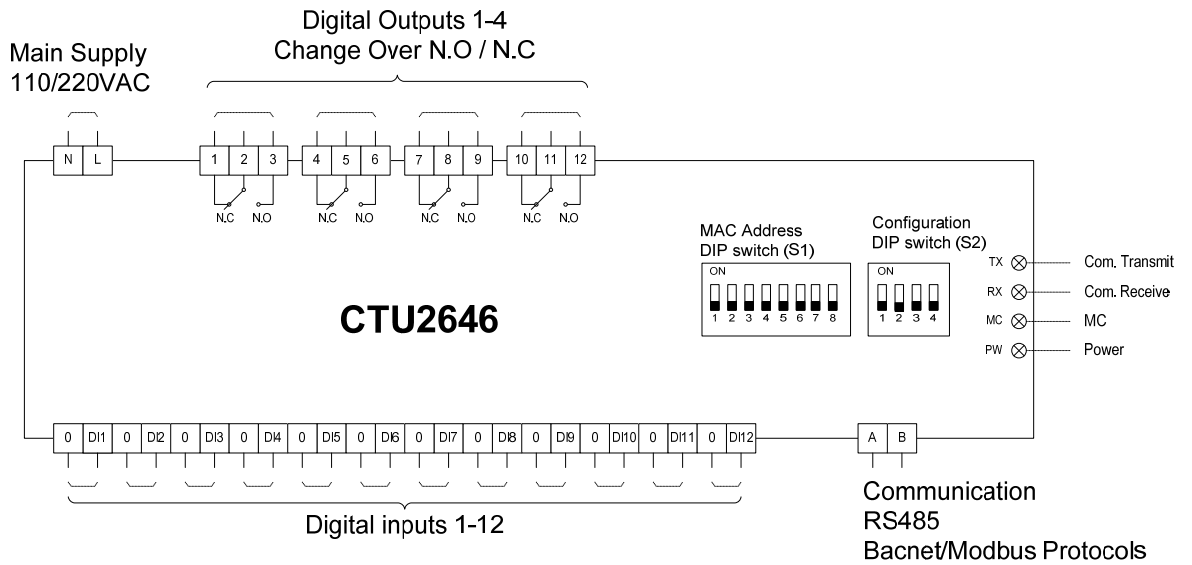 Digital Outputs 1-4
Change Over N.O / N.C
Main Supply
110/220VAC
N L
1 2 3 4 5 6 7 8 9 10 11 12
N.C N.O N.C N.O N.C N.O N.C N.O
MAC Address
DIP switch (S1)
ON
1 2 3 4 5 6 7 8
Configuration
DIP switch (S2)
ON
1 2 3 4
TX Com. Transmit
RX Com. Receive
MC MC
PW Power
CTU2646
0 DI1 0 DI2 0 DI3 0 DI4 0 DI5 0 DI6 0 DI7 0 DI8 0 DI9 0 DI10 0 DI11 0 DI12
A B
Digital inputs 1-12
Communication
RS485
Bacnet/Modbus Protocols